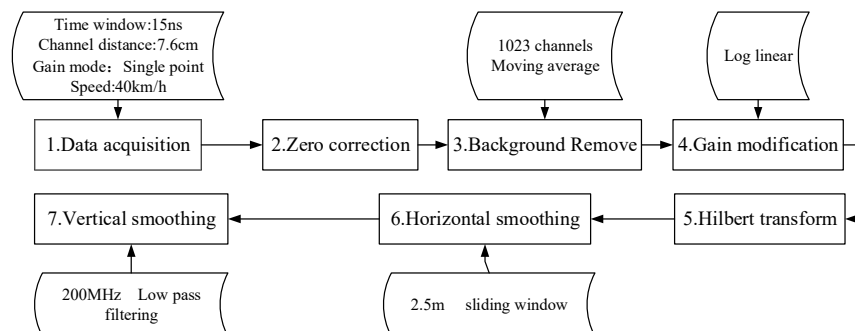 Time window:15ns
Channel distance:7.6cm
Gain mode：Single point
Speed:40km/h
1023 channels
Moving average
Log linear
1.Data acquisition
2.Zero correction
3.Background Remove
4.Gain modification
7.Vertical smoothing
6.Horizontal smoothing
5.Hilbert transform
200MHz Low pass
filtering
2.5m sliding window